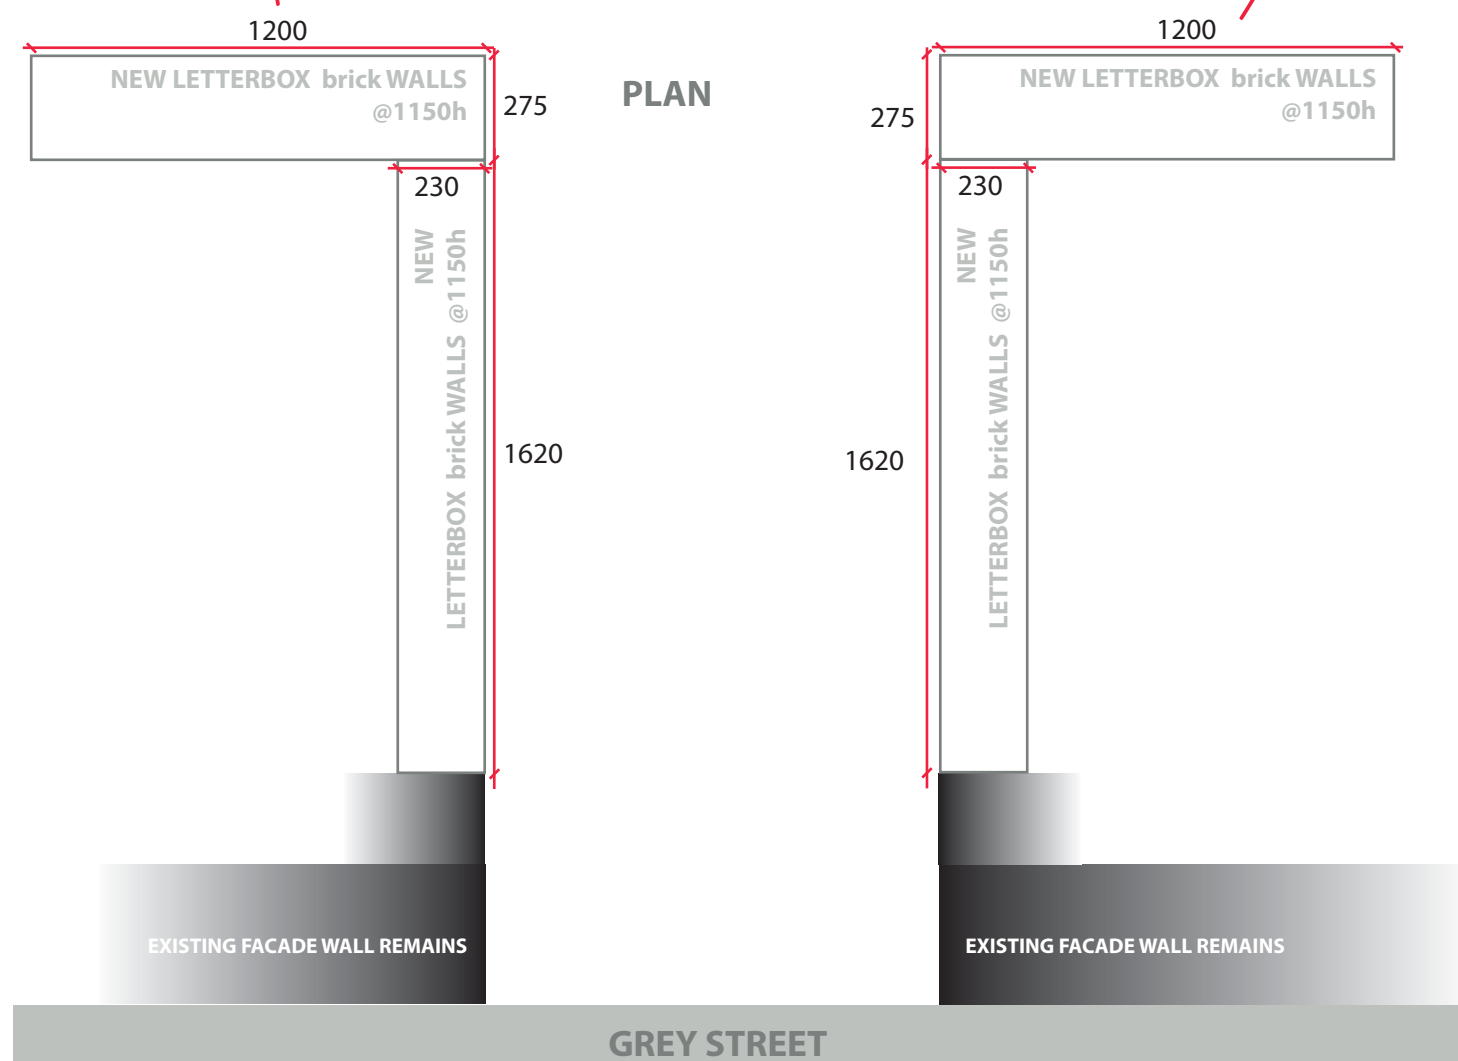 1200
NEW LETTERBOX brick WALLS
@1150h
275
230
NEW
LETTERBOX brick WALLS @1150h
1620
PLAN
1200
NEW LETTERBOX brick WALLS
@1150h
275
230
NEW
LETTERBOX brick WALLS @1150h
1620
EXISTING FACADE WALL REMAINS
EXISTING FACADE WALL REMAINS
GREY STREET